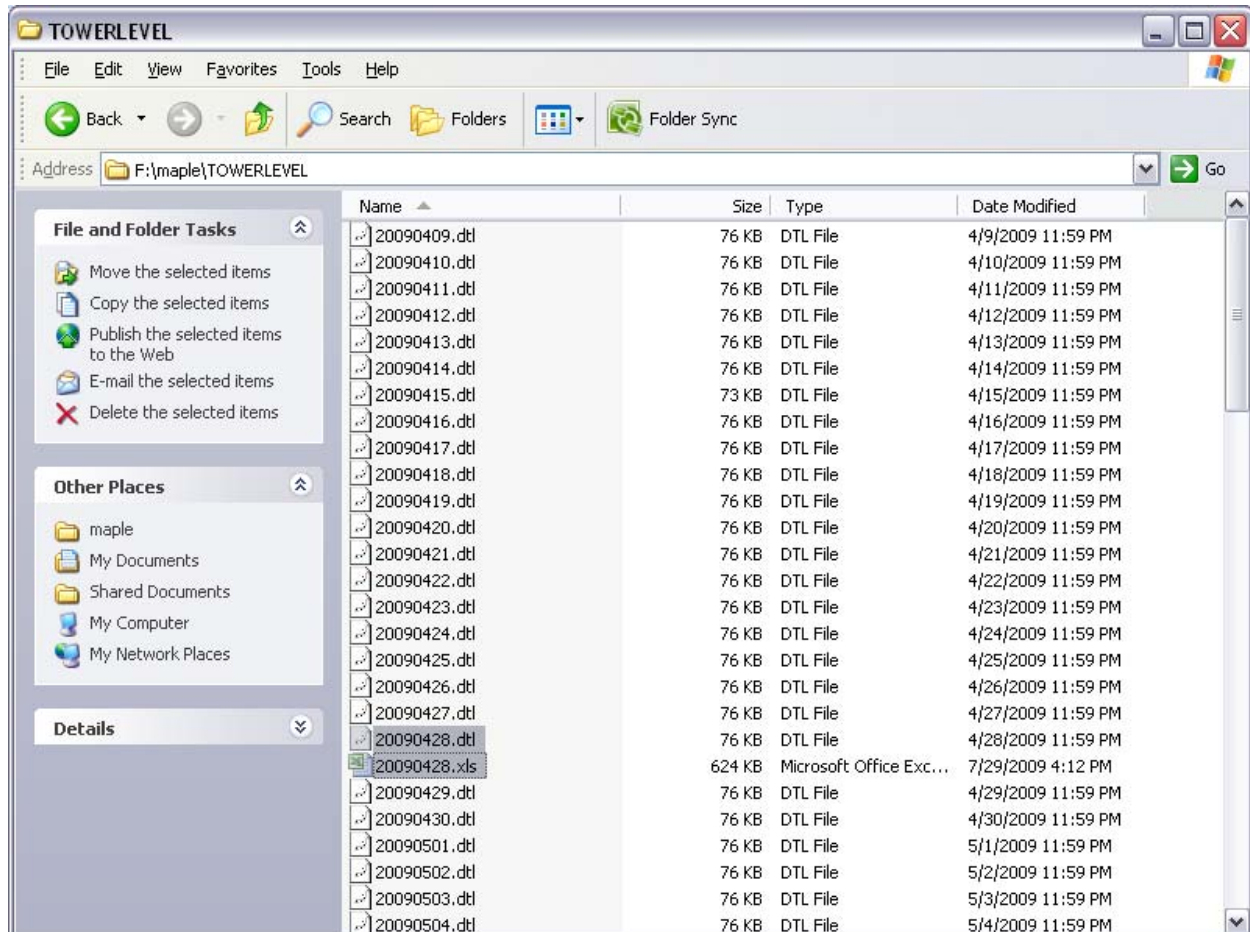 TOWERLEVEL
File Edit View Favorites Tools Help
Back Search Folders Folder Sync
Address F:\maple\TOWERLEVEL Go
File and Folder Tasks
Move the selected items
Copy the selected items
Publish the selected items
to the Web
E-mail the selected items
Delete the selected items
Other Places
maple
My Documents
Shared Documents
My Computer
My Network Places
Details
Name Size Type Date Modified
20090409.dtl 76 KB DTL File 4/9/2009 11:59 PM
20090410.dtl 76 KB DTL File 4/10/2009 11:59 PM
20090411.dtl 76 KB DTL File 4/11/2009 11:59 PM
20090412.dtl 76 KB DTL File 4/12/2009 11:59 PM
20090413.dtl 76 KB DTL File 4/13/2009 11:59 PM
20090414.dtl 76 KB DTL File 4/14/2009 11:59 PM
20090415.dtl 73 KB DTL File 4/15/2009 11:59 PM
20090416.dtl 76 KB DTL File 4/16/2009 11:59 PM
20090417.dtl 76 KB DTL File 4/17/2009 11:59 PM
20090418.dtl 76 KB DTL File 4/18/2009 11:59 PM
20090419.dtl 76 KB DTL File 4/19/2009 11:59 PM
20090420.dtl 76 KB DTL File 4/20/2009 11:59 PM
20090421.dtl 76 KB DTL File 4/21/2009 11:59 PM
20090422.dtl 76 KB DTL File 4/22/2009 11:59 PM
20090423.dtl 76 KB DTL File 4/23/2009 11:59 PM
20090424.dtl 76 KB DTL File 4/24/2009 11:59 PM
20090425.dtl 76 KB DTL File 4/25/2009 11:59 PM
20090426.dtl 76 KB DTL File 4/26/2009 11:59 PM
20090427.dtl 76 KB DTL File 4/27/2009 11:59 PM
20090428.dtl 76 KB DTL File 4/28/2009 11:59 PM
20090428.xls 624 KB Microsoft Office Exc... 7/29/2009 4:12 PM
20090429.dtl 76 KB DTL File 4/29/2009 11:59 PM
20090430.dtl 76 KB DTL File 4/30/2009 11:59 PM
20090501.dtl 76 KB DTL File 5/1/2009 11:59 PM
20090502.dtl 76 KB DTL File 5/2/2009 11:59 PM
20090503.dtl 76 KB DTL File 5/3/2009 11:59 PM
20090504.dtl 76 KB DTL File 5/4/2009 11:59 PM